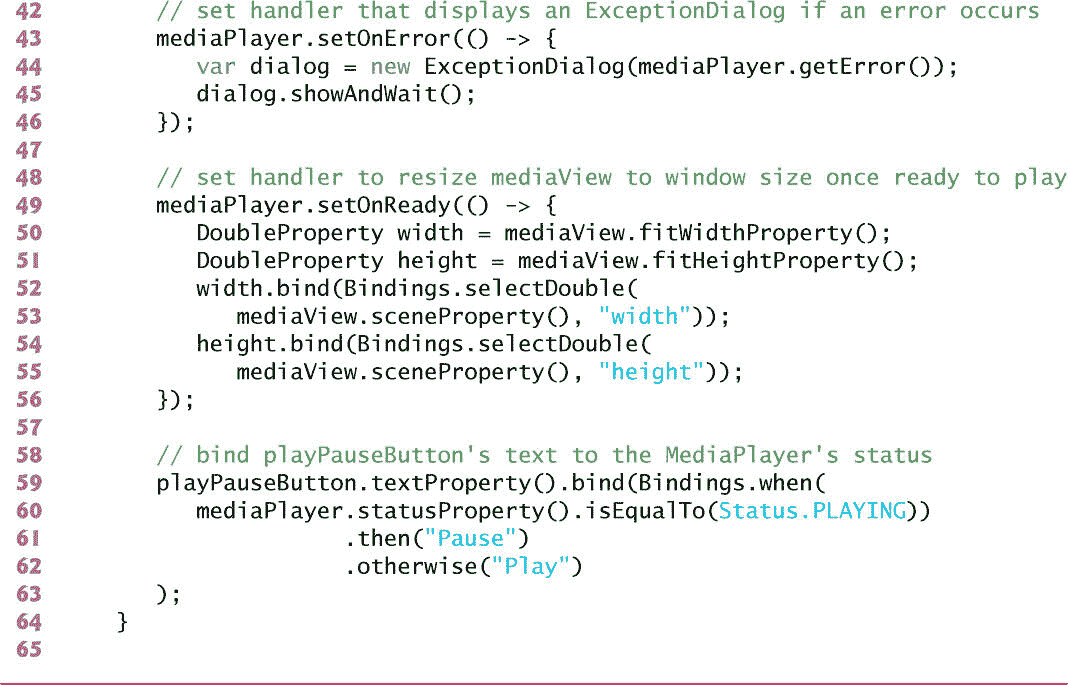 42 // set handler that displays an ExceptionDialog if an error occurs
43 mediaPlayer.setOnError(() -> {
44 var dialog = new ExceptionDialog(mediaPlayer.getError());
45 dialog.showAndWait();
46 });
47
48 // set handler to resize mediaView to window size once ready to play
49 mediaPlayer.setOnReady(() -> {
50 DoubleProperty width = mediaView.fitWidthProperty();
51 DoubleProperty height = mediaView.fitHeightProperty();
52 width.bind(Bindings.selectDouble(
53 mediaView.sceneProperty(), "width"));
54 height.bind(Bindings.selectDouble(
55 mediaView.sceneProperty(), "height"));
56 });
57
58 // bind playPauseButton's text to the MediaPlayer's status
59 playPauseButton.textProperty().bind(Bindings.when(
60 mediaPlayer.statusProperty().isEqualTo(Status.PLAYING))
61 .then("Pause")
62 .otherwise("Play")
63 );
64 }
65